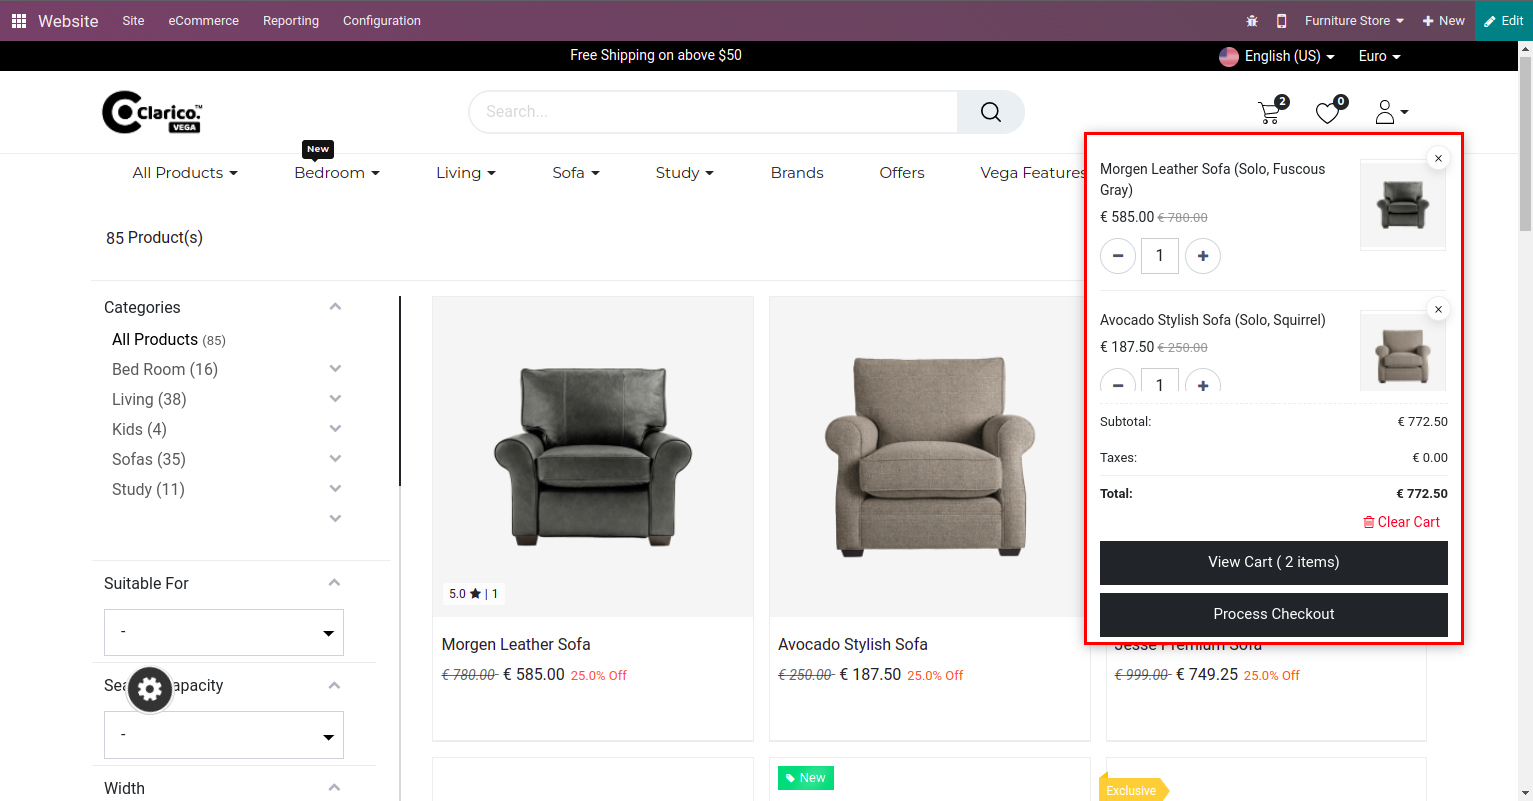 Website Site eCommerce Reporting Configuration Furniture Store New Edit
Free Shipping on above $50 English (US) Euro
Clarico.™ VEGA
Search...
2 0
New
All Products Bedroom Living Sofa Study Brands Offers Vega Features
85 Product(s)
Categories
All Products (85)
Bed Room (16)
Living (38)
Kids (4)
Sofas (35)
Study (11)
Suitable For
-
Sea apacity
-
Width
5.0 | 1
Morgen Leather Sofa
€ 780.00 € 585.00 25.0% Off
Avocado Stylish Sofa
€ 250.00 € 187.50 25.0% Off
Jesse Premium Sofa
€ 999.00 € 749.25 25.0% Off
New
Exclusive
Morgen Leather Sofa (Solo, Fuscous
Gray)
€ 585.00 € 780.00
1
Avocado Stylish Sofa (Solo, Squirrel)
€ 187.50 € 250.00
1
Subtotal: € 772.50
Taxes: € 0.00
Total: € 772.50
Clear Cart
View Cart ( 2 items)
Process Checkout